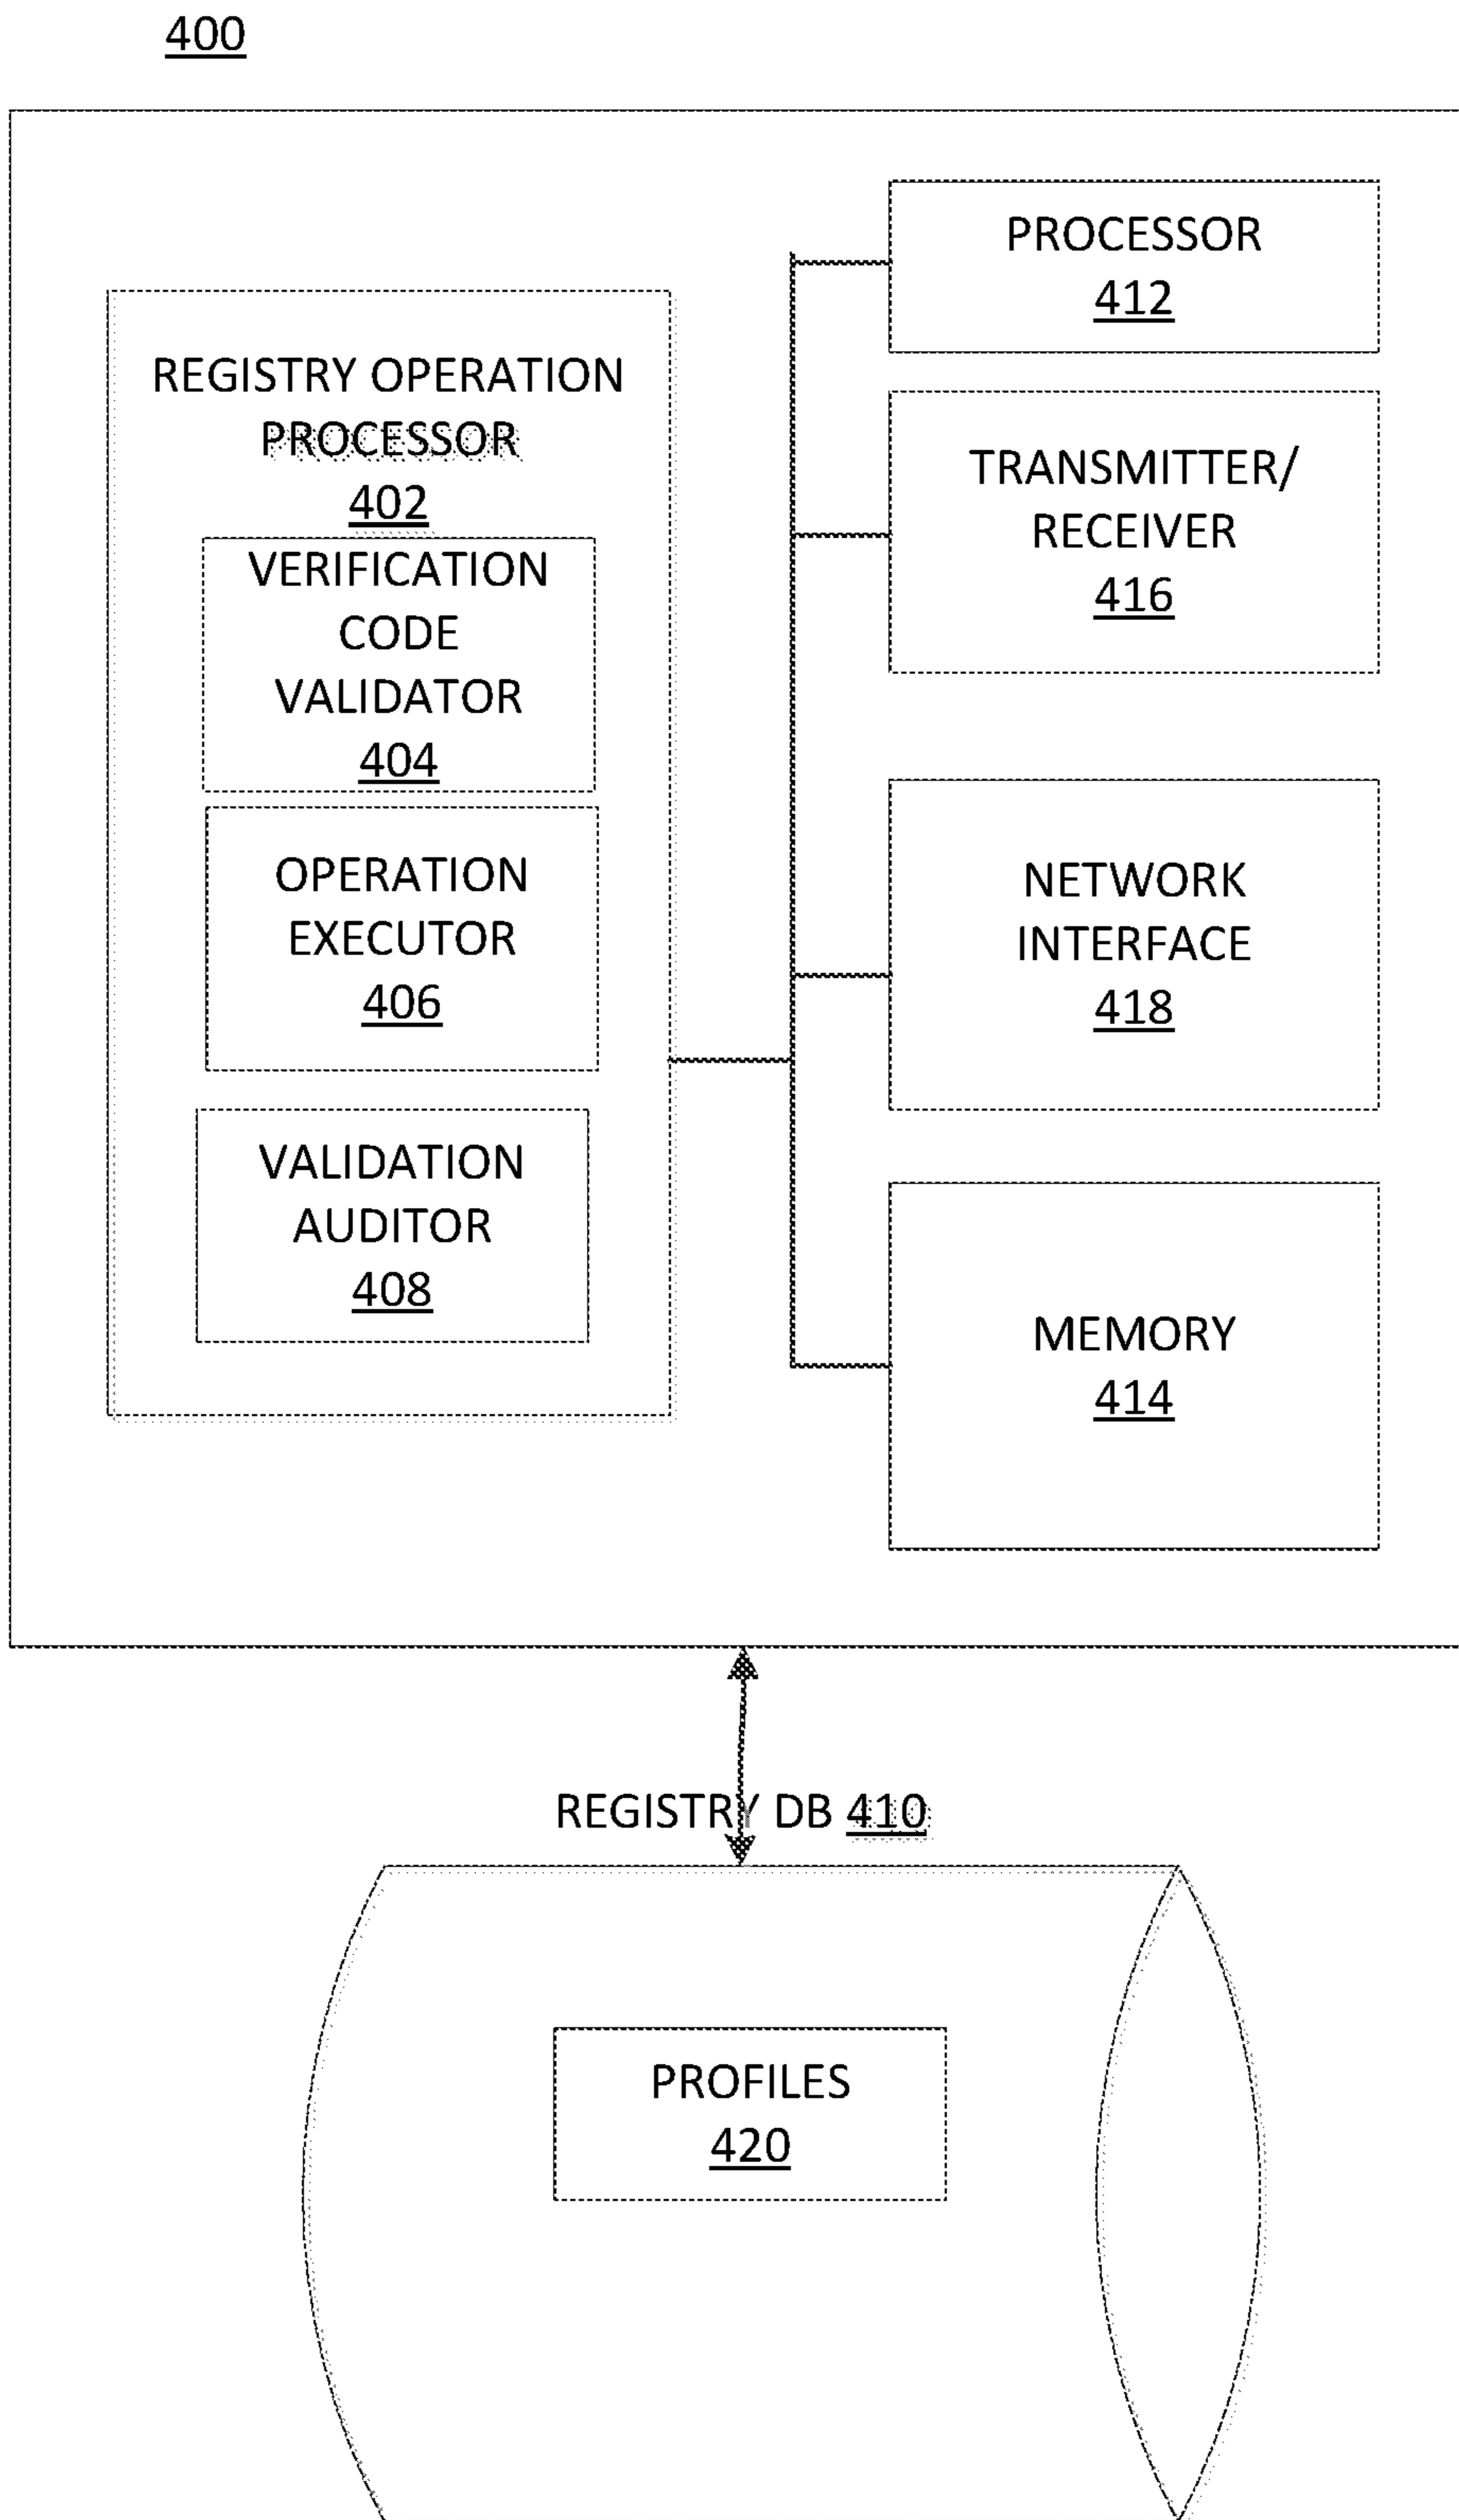 400
REGISTRY OPERATION
PROCESSOR
402
VERIFICATION
CODE
VALIDATOR
404
OPERATION
EXECUTOR
406
VALIDATION
AUDITOR
408
PROCESSOR
412
TRANSMITTER/
RECEIVER
416
NETWORK
INTERFACE
418
MEMORY
414
REGISTRY DB 410
PROFILES
420